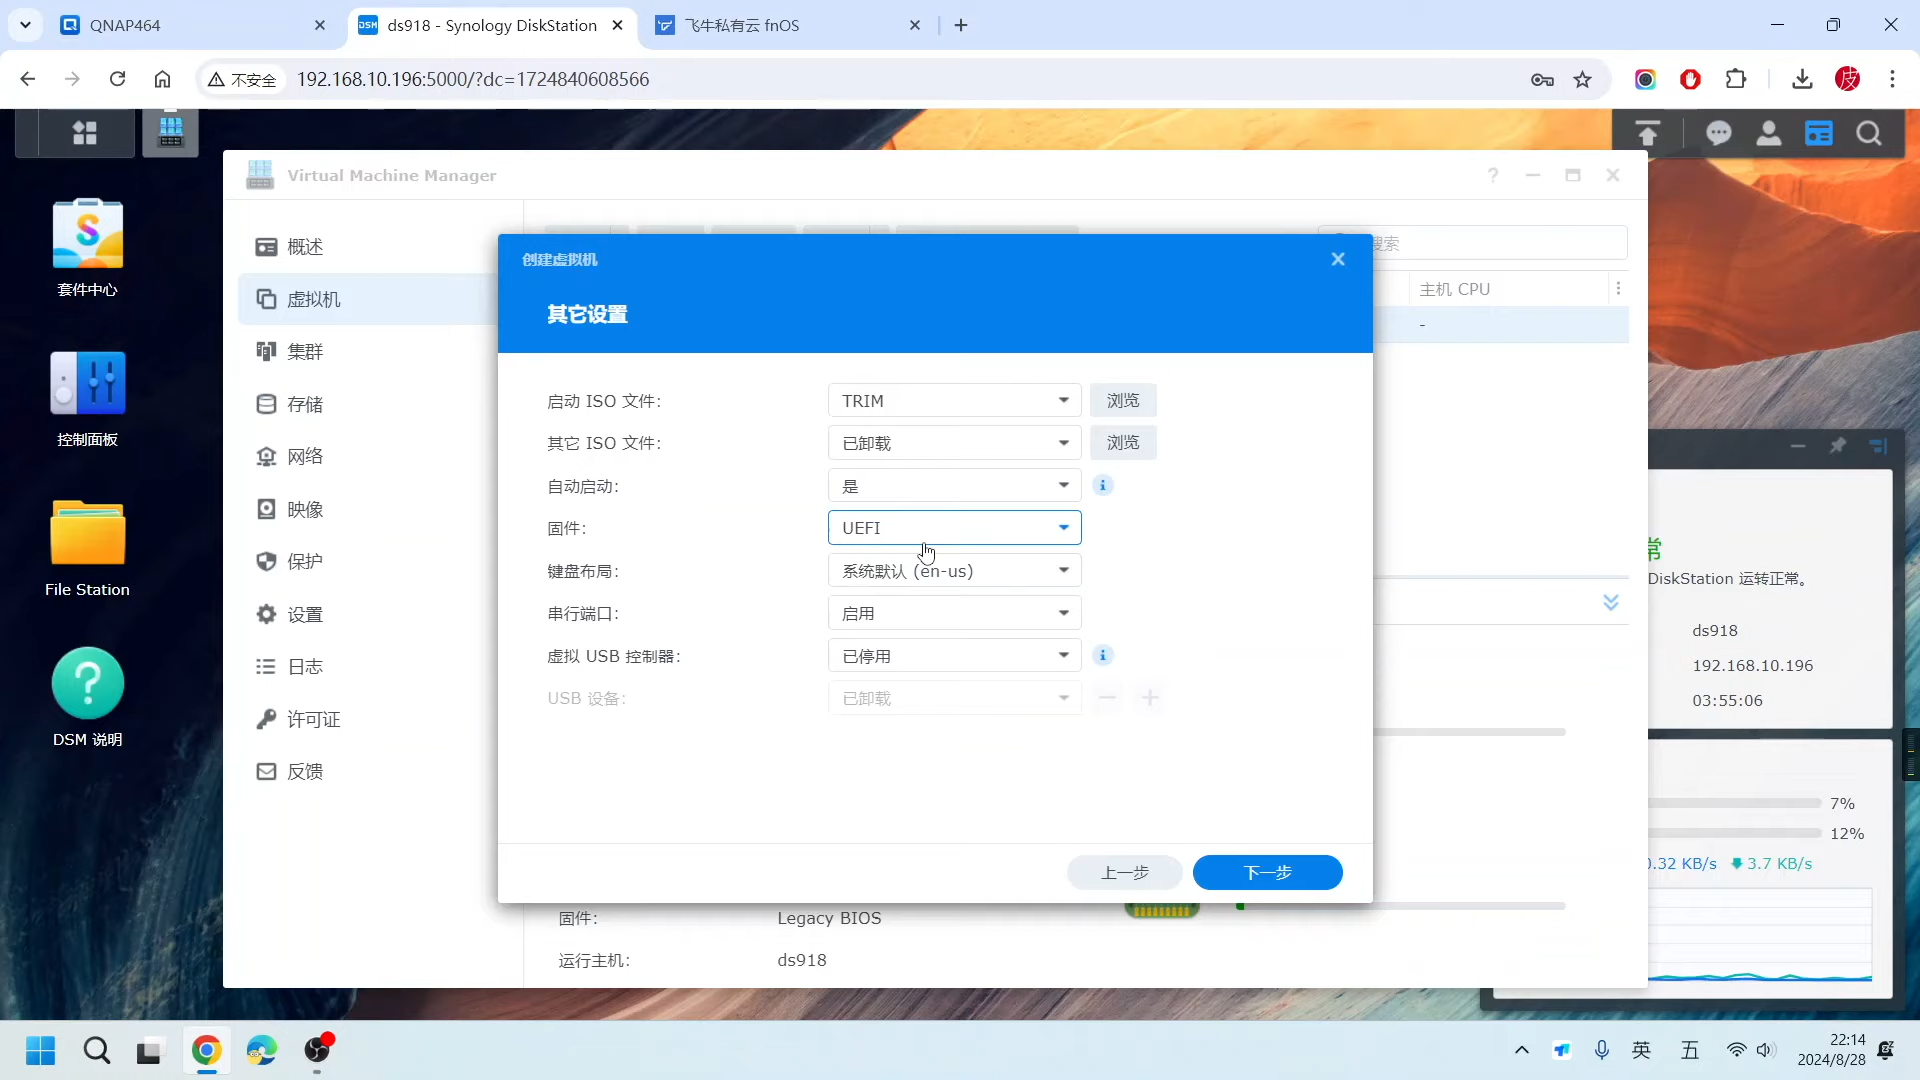 QNAP464
ds918 - Synology DiskStation
飞牛私有云 fnOS
不安全
192.168.10.196:5000/?dc=1724840608566
皮
套件中心
控制面板
File Station
DSM 说明
Virtual Machine Manager
概述
虚拟机
集群
存储
网络
映像
保护
设置
日志
许可证
反馈
搜索
主机 CPU
-
创建虚拟机
其它设置
启动 ISO 文件:
TRIM
浏览
其它 ISO 文件:
已卸载
浏览
自动启动:
是
固件:
UEFI
键盘布局:
系统默认 (en-us)
串行端口:
启用
虚拟 USB 控制器:
已停用
USB 设备:
已卸载
上一步
下一步
固件:
Legacy BIOS
运行主机:
ds918
常
DiskStation 运转正常。
ds918
192.168.10.196
03:55:06
7%
12%
0.32 KB/s
3.7 KB/s
英
五
22:14
2024/8/28